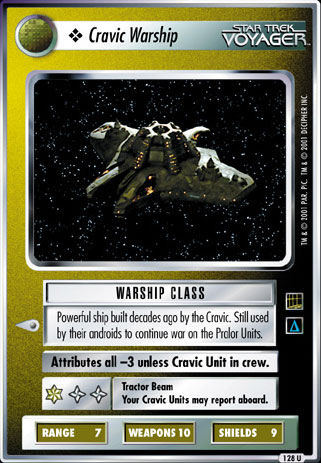 ❖ Cravic Warship
STAR TREK
VOYAGER™
TM & © 2001 PAR. PIC. TM & © 2001 DECIPHER INC.
WARSHIP CLASS
Powerful ship built decades ago by the Cravic. Still used
by their androids to continue war on the Pralor Units.
Attributes all –3 unless Cravic Unit in crew.
Tractor Beam
Your Cravic Units may report aboard.
RANGE 7 WEAPONS 10 SHIELDS 9
128 U